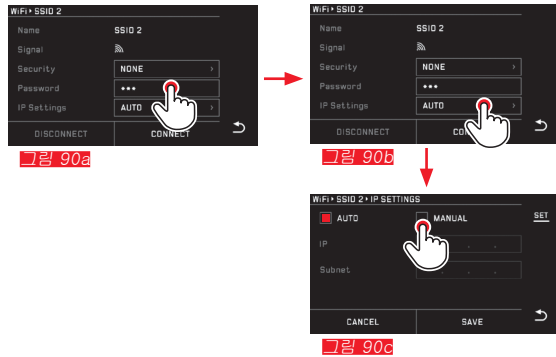 WiFi▸SSID 2
Name SSID 2
Signal
Security NONE
Password •••
IP Settings AUTO
DISCONNECT CONNECT
그림 90a
WiFi▸SSID 2
Name SSID 2
Signal
Security NONE
Password •••
IP Settings AUTO
DISCONNECT
그림 90b
WiFi▸SSID 2▸IP SETTINGS
AUTO MANUAL SET
IP
Subnet
CANCEL SAVE
그림 90c